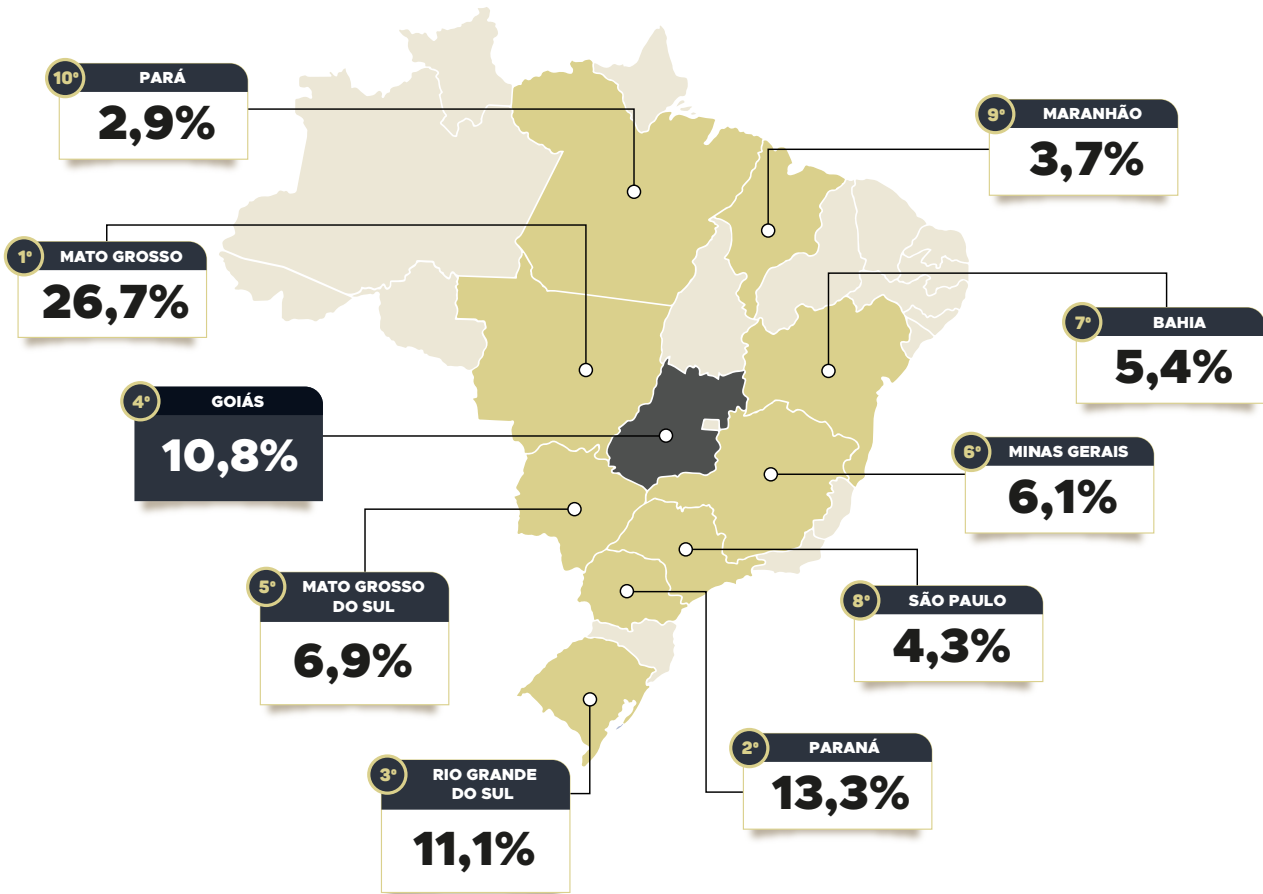 10º
PARÁ
2,9%
9º
MARANHÃO
3,7%
1º
MATO GROSSO
26,7%
7º
BAHIA
5,4%
4º
GOIÁS
10,8%
6º
MINAS GERAIS
6,1%
5º
MATO GROSSO
DO SUL
6,9%
8º
SÃO PAULO
4,3%
2º
PARANÁ
13,3%
3º
RIO GRANDE
DO SUL
11,1%